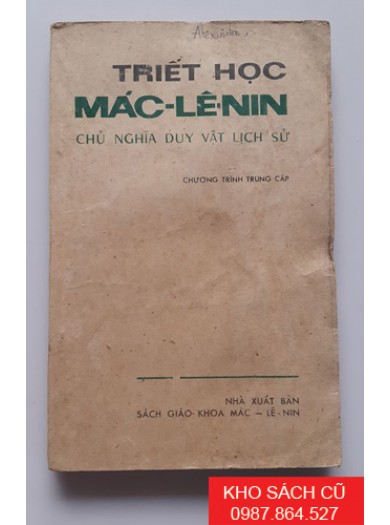 TRIẾT HỌC
MÁC-LÊ-NIN
CHỦ NGHĨA DUY VẬT LỊCH SỬ
CHƯƠNG TRÌNH TRUNG CẤP
NHÀ XUẤT BẢN
SÁCH GIÁO KHOA MÁC – LÊ-NIN
KHO SÁCH CŨ
0987.864.527